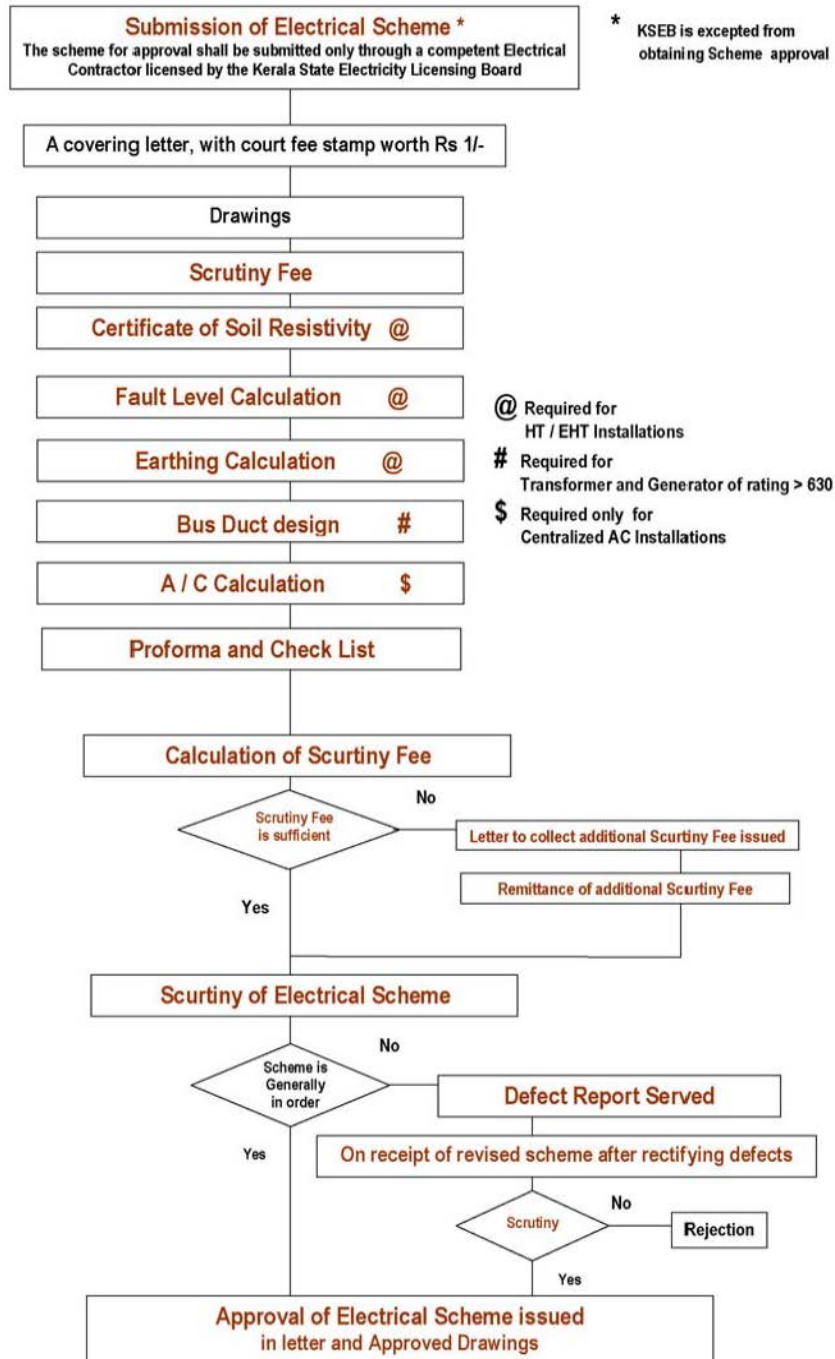 Submission of Electrical Scheme *
The scheme for approval shall be submitted only through a competent Electrical
Contractor licensed by the Kerala State Electricity Licensing Board
* KSEB is excepted from
obtaining Scheme approval
A covering letter, with court fee stamp worth Rs 1/-
Drawings
Scrutiny Fee
Certificate of Soil Resistivity @
Fault Level Calculation @
Earthing Calculation @
Bus Duct design #
A / C Calculation $
Proforma and Check List
@ Required for
HT / EHT Installations
# Required for
Transformer and Generator of rating > 630
$ Required only for
Centralized AC Installations
Calculation of Scurtiny Fee
Scrutiny Fee
is sufficient
No
Letter to collect additional Scurtiny Fee issued
Remittance of additional Scurtiny Fee
Yes
Scurtiny of Electrical Scheme
Scheme is
Generally
in order
No
Defect Report Served
Yes
On receipt of revised scheme after rectifying defects
Scrutiny
No
Rejection
Yes
Approval of Electrical Scheme issued
in letter and Approved Drawings